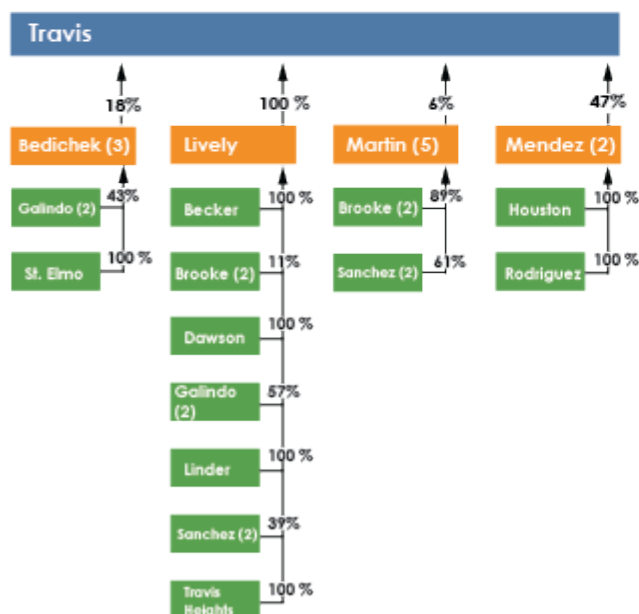 Travis
18%
100 %
6%
47%
Bedichek (3)
Lively
Martin (5)
Mendez (2)
Galindo (2)
43%
Becker
100 %
Brooke (2)
89%
Houston
100 %
St. Elmo
100 %
Brooke (2)
11%
Sanchez (2)
61%
Rodriguez
100 %
Dawson
100 %
Galindo
(2)
57%
Linder
100 %
Sanchez (2)
39%
Travis
Heights
100 %